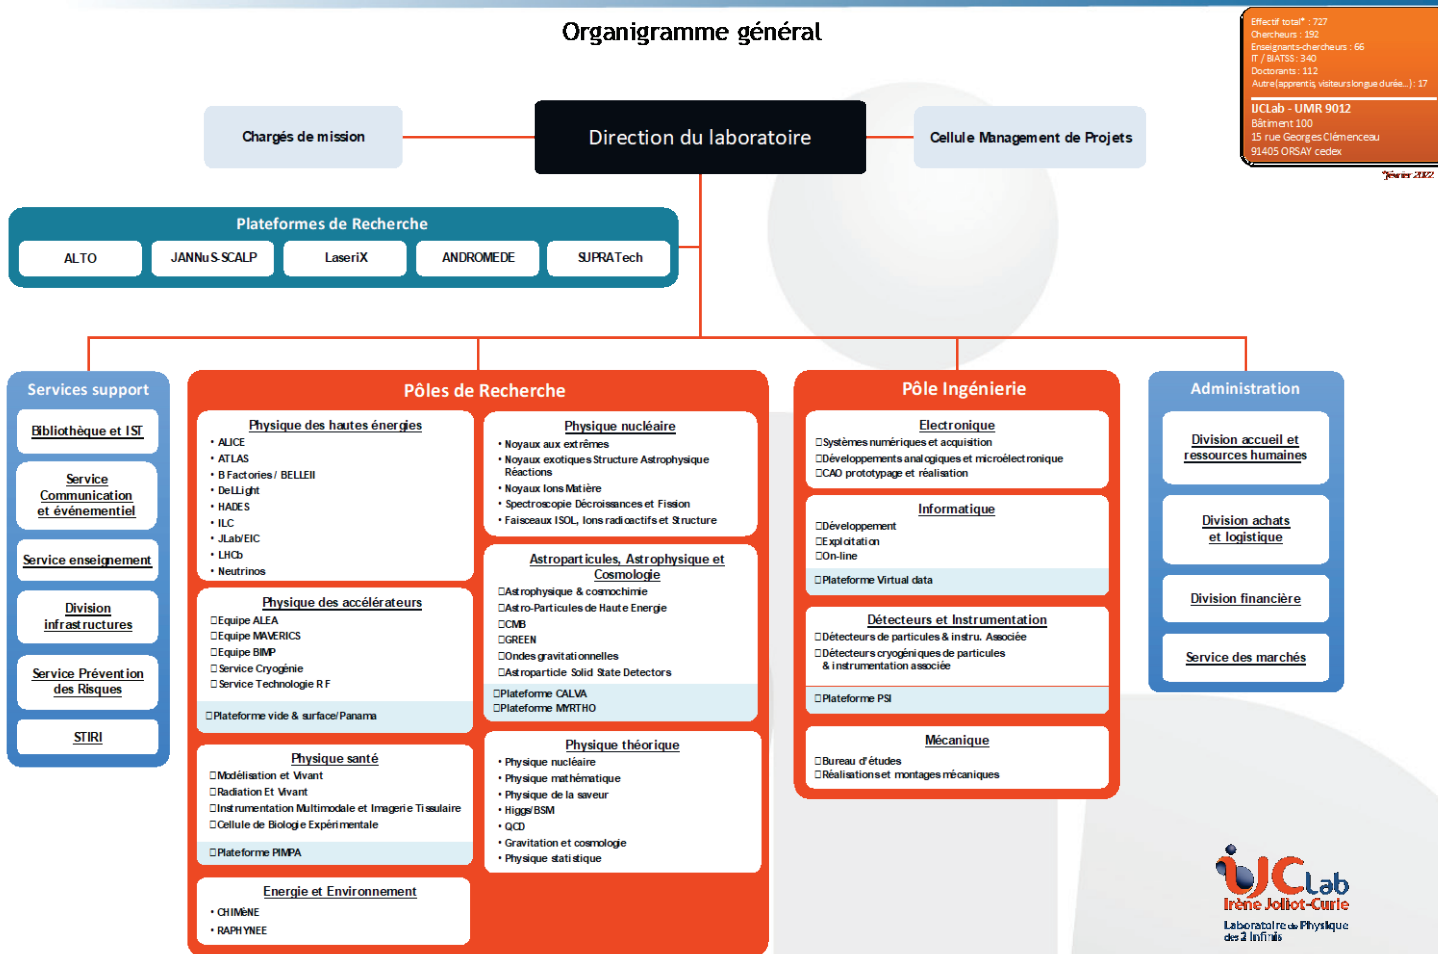 Organigramme général
Effectif total* : 727
Chercheurs : 192
Enseignants-chercheurs : 66
IT / BIATSS : 340
Doctorants : 112
Autre (apprentis, visiteurs longue durée...) : 17
IJCLab - UMR 9012
Bâtiment 100
15 rue Georges Clémenceau
91405 ORSAY cedex
*février 2022
Chargés de mission
Direction du laboratoire
Cellule Management de Projets
Plateformes de Recherche
ALTO
JANNuS-SCALP
LaseriX
ANDROMEDE
SUPRATech
Services support
Bibliothèque et IST
Service
Communication
et événementiel
Service enseignement
Division
infrastructures
Service Prévention
des Risques
STIRI
Pôles de Recherche
Physique des hautes énergies
• ALICE
• ATLAS
• B Factories / BELLEII
• DeLLight
• HADES
• ILC
• JLab/EIC
• LHCb
• Neutrinos
Physique des accélérateurs
□Equipe ALEA
□Equipe MAVERICS
□Equipe BIMP
□Service Cryogénie
□Service Technologie RF
□Plateforme vide & surface/Panama
Physique santé
□Modélisation et Vivant
□Radiation Et Vivant
□Instrumentation Multimodale et Imagerie Tissulaire
□Cellule de Biologie Expérimentale
□Plateforme PIMPA
Energie et Environnement
• CHIMèNE
• RAPHYNEE
Physique nucléaire
• Noyaux aux extrêmes
• Noyaux exotiques Structure Astrophysique
Réactions
• Noyaux Ions Matière
• Spectroscopie Décroissances et Fission
• Faisceaux ISOL, Ions radioactifs et Structure
Astroparticules, Astrophysique et
Cosmologie
□Astrophysique & cosmochimie
□Astro-Particules de Haute Energie
□CMB
□GREEN
□Ondes gravitationnelles
□Astroparticle Solid State Detectors
□Plateforme CALVA
□Plateforme MYRTHO
Physique théorique
• Physique nucléaire
• Physique mathématique
• Physique de la saveur
• Higgs/BSM
• QCD
• Gravitation et cosmologie
• Physique statistique
Pôle Ingénierie
Electronique
□Systèmes numériques et acquisition
□Développements analogiques et microélectronique
□CAO prototypage et réalisation
Informatique
□Développement
□Exploitation
□On-line
□Plateforme Virtual data
Détecteurs et Instrumentation
□Détecteurs de particules & instru. Associée
□Détecteurs cryogéniques de particules
& instrumentation associée
□Plateforme PSI
Mécanique
□Bureau d'études
□Réalisations et montages mécaniques
Administration
Division accueil et
ressources humaines
Division achats
et logistique
Division financière
Service des marchés
IJCLab
Irène Joliot-Curie
Laboratoire de Physique
des 2 Infinis